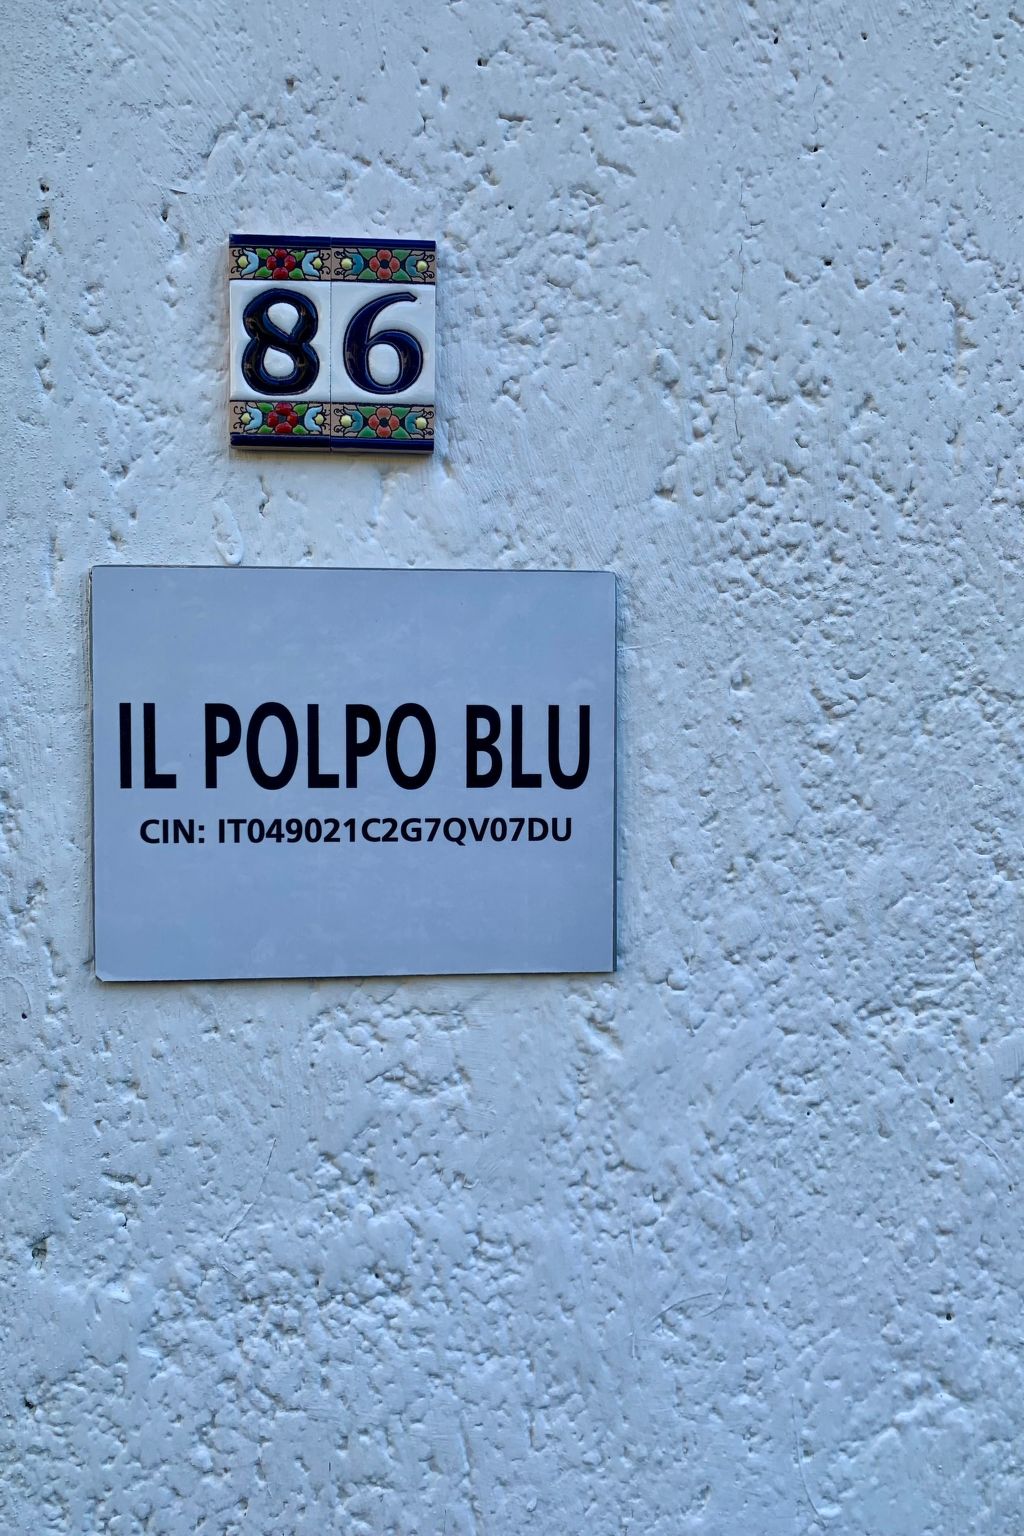 86
IL POLPO BLU
CIN: IT049021C2G7QV07DU